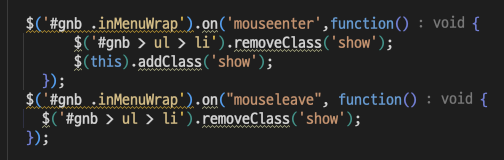 $('#gnb .inMenuWrap').on('mouseenter',function() : void {
$('#gnb > ul > li').removeClass('show');
$(this).addClass('show');
});
$('#gnb .inMenuWrap').on("mouseleave", function() : void {
$('#gnb > ul > li').removeClass('show');
});